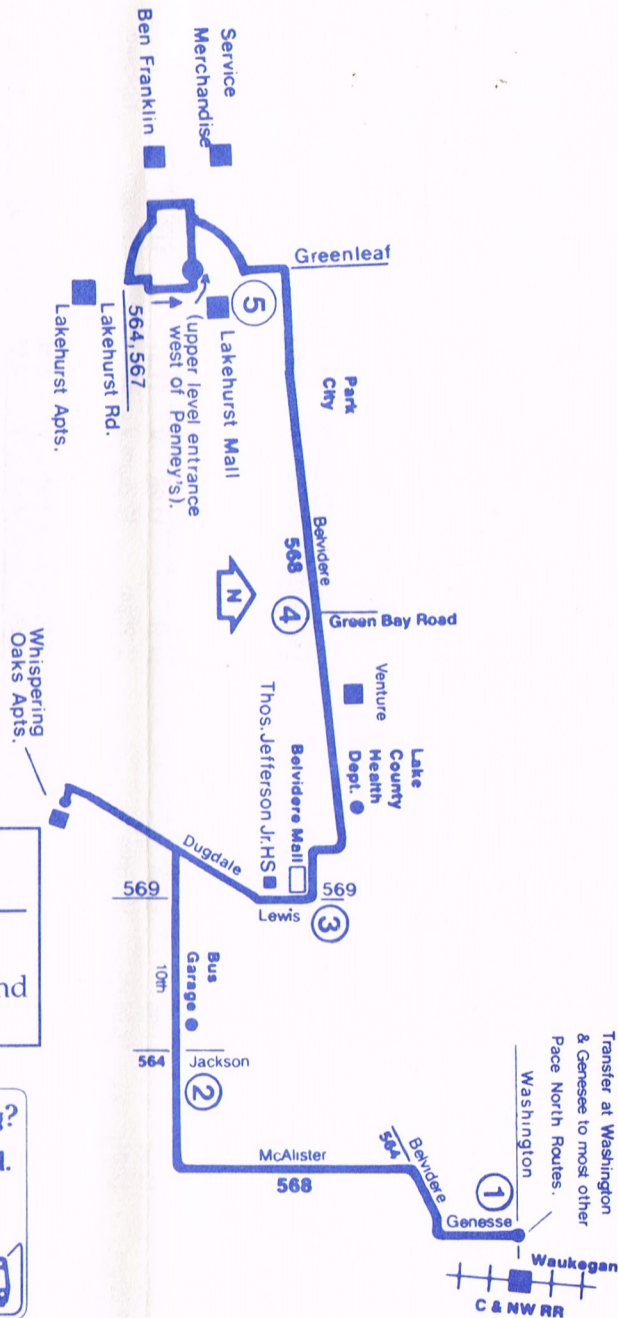 Service
Merchandise
Ben Franklin
Greenleaf
5
Lakehurst Mall
(upper level entrance
west of Penney's).
564,567
Lakehurst Rd.
Lakehurst Apts.
Park
City
Belvidere
568
N
4
Green Bay Road
Venture
Lake
County
Health
Dept.
Belvidere Mall
Thos. Jefferson Jr.HS
569
3
Lewis
Dugdale
Whispering
Oaks Apts.
569
10th
Bus
Garage
564
Jackson
2
McAlister
568
Belvidere
564
Genesse
1
Washington
Transfer at Washington
& Genesee to most other
Pace North Routes.
Waukegan
C & NW RR
nd
?.